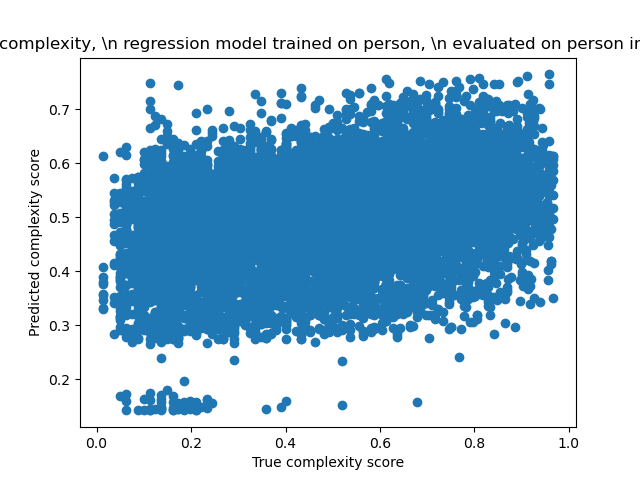 complexity, \n regression model trained on person, \n evaluated on person in
0.7
0.6
0.5
0.4
0.3
0.2
Predicted complexity score
0.0 0.2 0.4 0.6 0.8 1.0
True complexity score